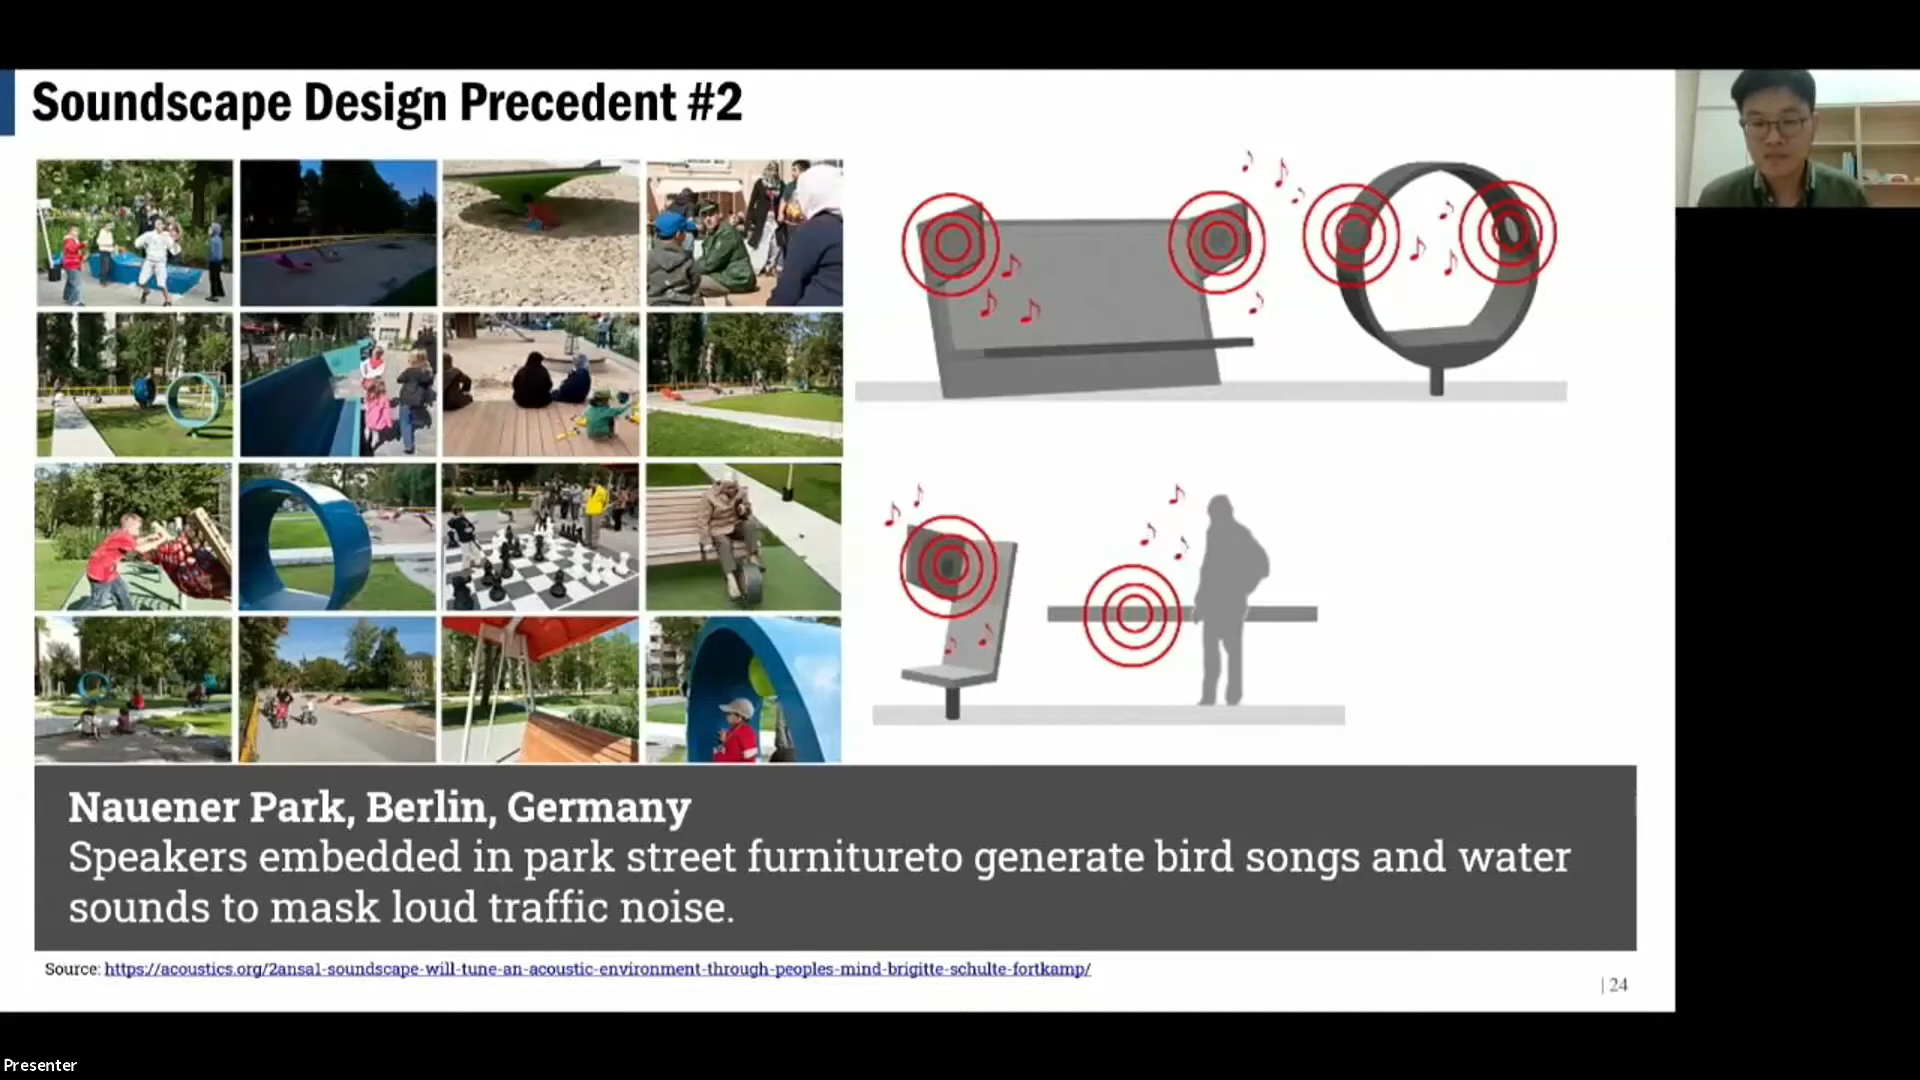 Soundscape Design Precedent #2
Nauener Park, Berlin, Germany
Speakers embedded in park street furnitureto generate bird songs and water
sounds to mask loud traffic noise.
Source: https://acoustics.org/2ansa1-soundscape-will-tune-an-acoustic-environment-through-peoples-mind-brigitte-schulte-fortkamp/
| 24
Presenter